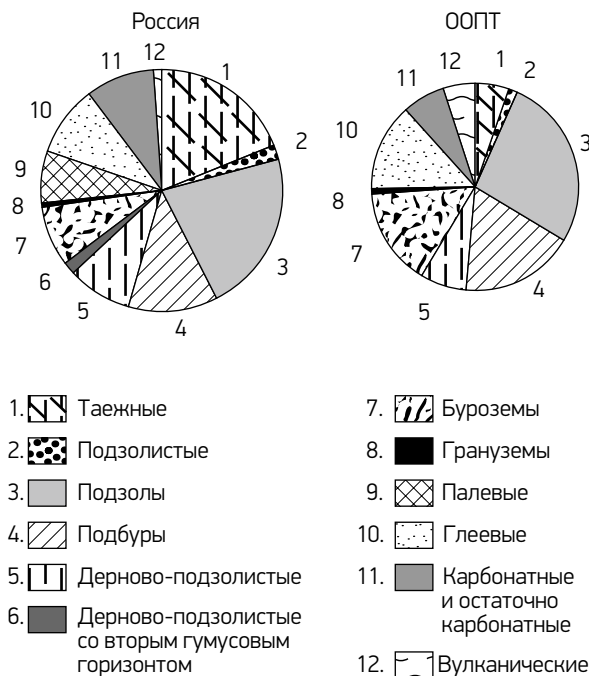 Россия
12
11
1
10
2
9
8
7
3
6
5
4
ООПТ
12
1
2
11
10
3
8
7
4
5
1. Таежные
2. Подзолистые
3. Подзолы
4. Подбуры
5. Дерново-подзолистые
6. Дерново-подзолистые
со вторым гумусовым
горизонтом
7. Буроземы
8. Грануземы
9. Палевые
10. Глеевые
11. Карбонатные
и остаточно
карбонатные
12. Вулканические